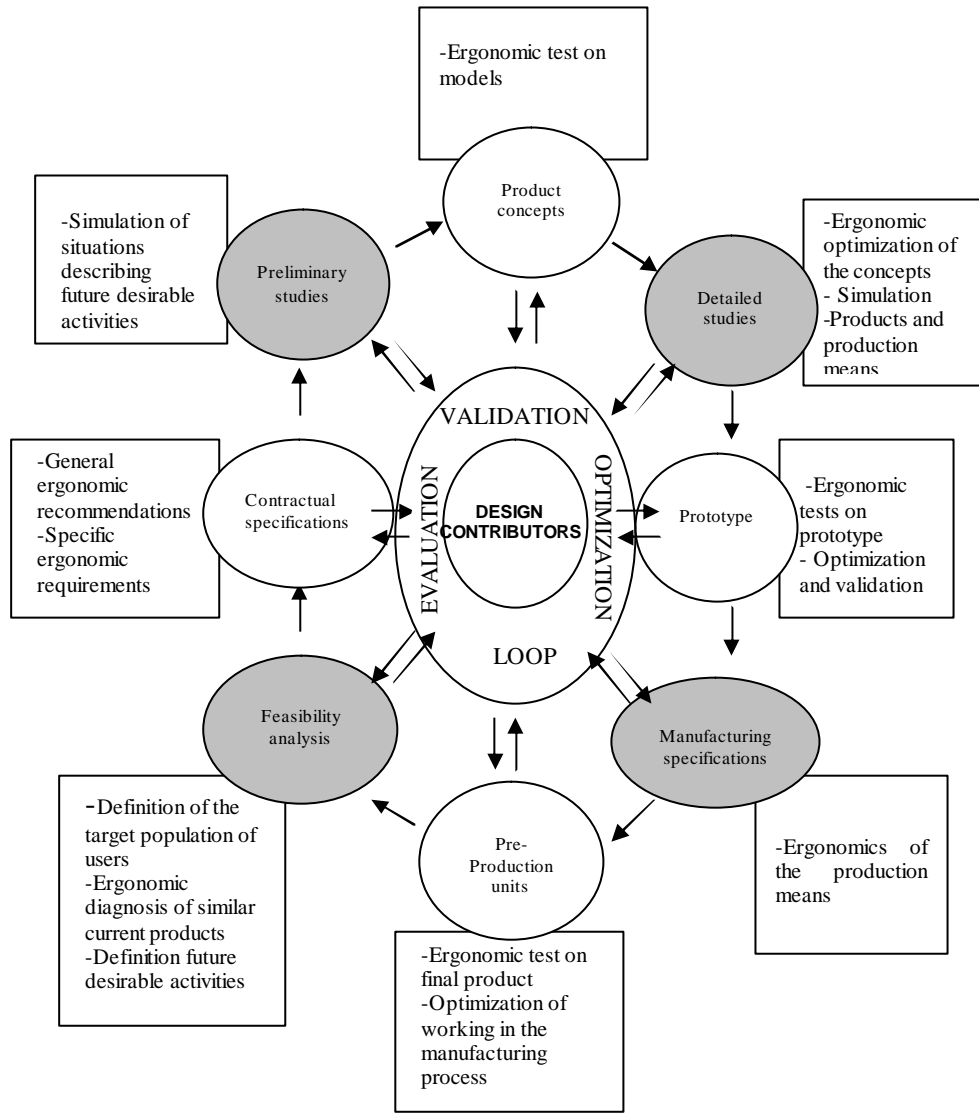 -Ergonomic test on
models
Product
concepts
-Simulation of
situations
describing
future desirable
activities
Preliminary
studies
Detailed
studies
-Ergonomic
optimization of
the concepts
- Simulation
-Products and
production
means
VALIDATION
EVALUATION
OPTIMIZATION
LOOP
DESIGN
CONTRIBUTORS
-General
ergonomic
recommendations
-Specific
ergonomic
requirements
Contractual
specifications
Prototype
-Ergonomic
tests on
prototype
- Optimization
and validation
Feasibility
analysis
Manufacturing
specifications
-Definition of the
target population of
users
-Ergonomic
diagnosis of similar
current products
-Definition future
desirable activities
Pre-
Production
units
-Ergonomics of
the production
means
-Ergonomic test on
final product
-Optimization of
working in the
manufacturing
process